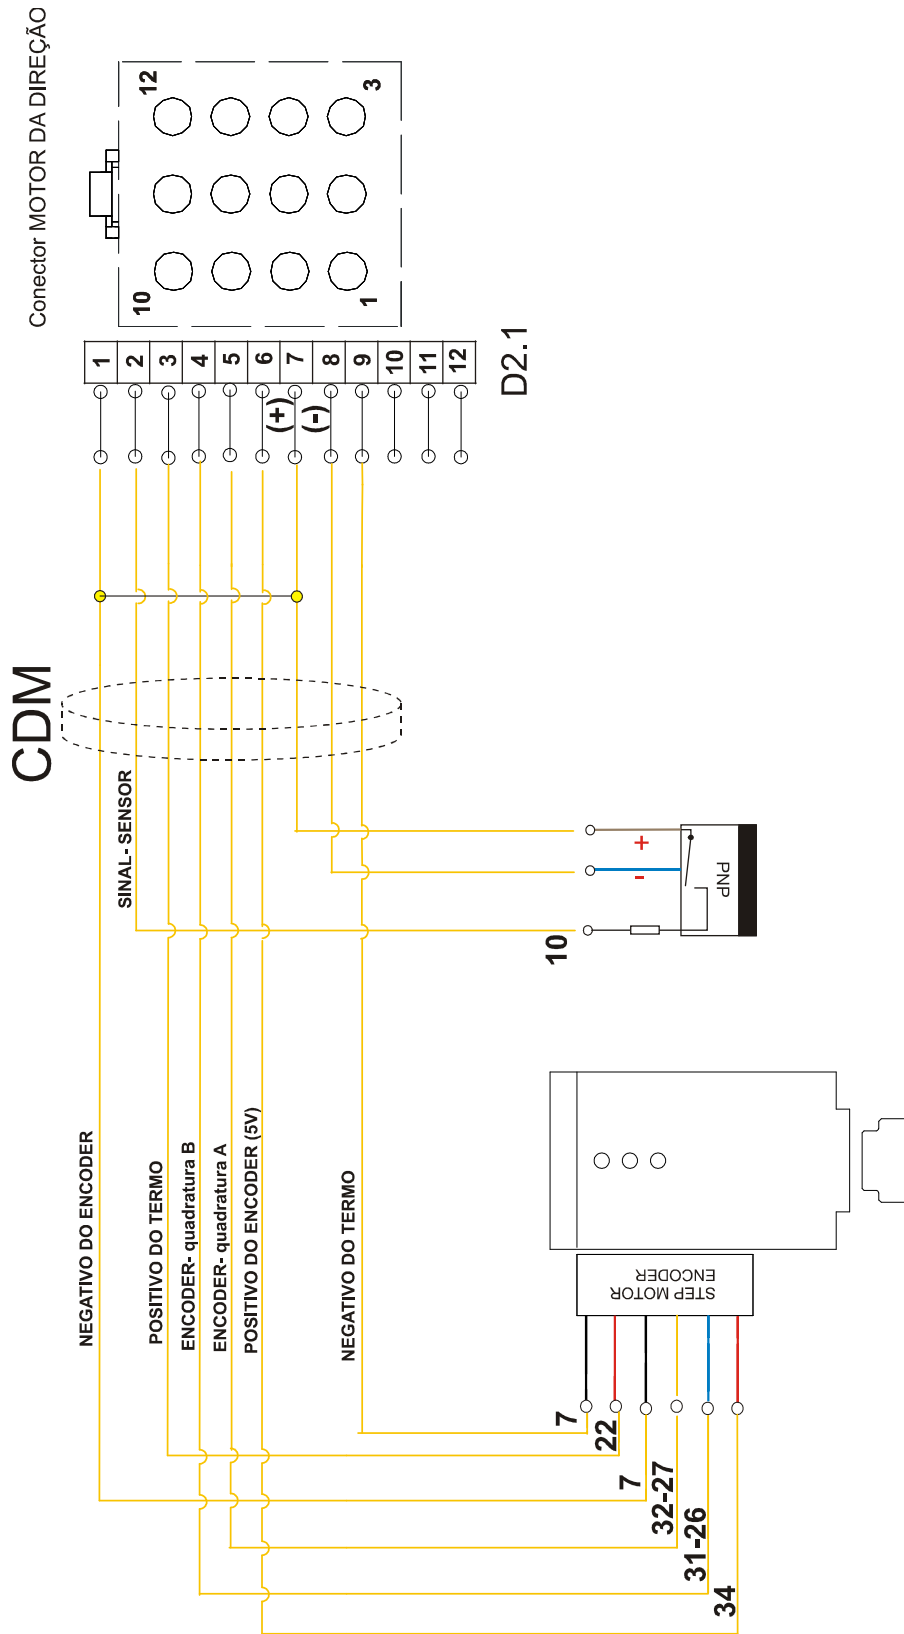 Conector MOTOR DA DIREÇÃO
12
3
10
1
1
2
3
4
5
6
7
8
9
10
11
12
D2.1
(+)
(-)
CDM
SINAL- SENSOR
+
-
PNP
10
NEGATIVO DO ENCODER
POSITIVO DO TERMO
ENCODER- quadratura B
ENCODER- quadratura A
POSITIVO DO ENCODER (5V)
NEGATIVO DO TERMO
STEP MOTOR
ENCODER
7
22
7
32-27
31-26
34